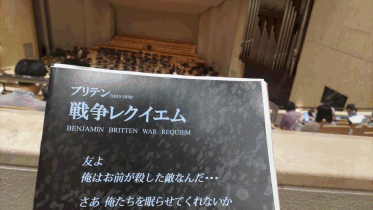 ブリテン(1913-1976)
戦争レクイエム
BENJAMIN BRITTEN WAR REQUIEM
友よ
俺はお前が殺した敵なんだ・・・
さあ 俺たちを眠らせてくれないか